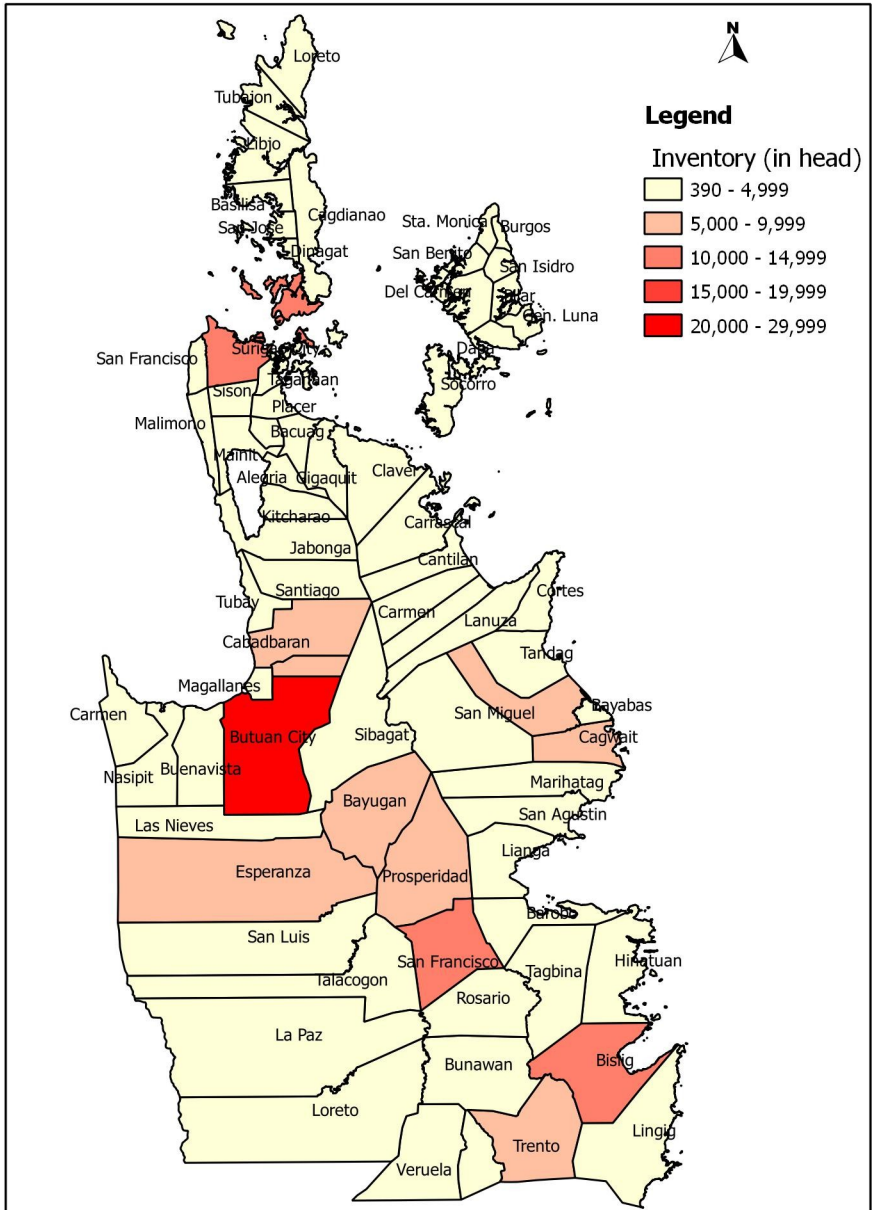 N
Loreto
Legend
Tubajon
Inventory (in head)
Libjo
390 - 4,999
Basilisa
Cagdianao
5,000 - 9,999
Sta. Monica
Burgos
San Jose
Dinagat
San Benito
10,000 - 14,999
San Isidro
Del Carmen
Pilar
15,000 - 19,999
Gen. Luna
20,000 - 29,999
Surigao City
San Francisco
Dapa
Taganaan
Socorro
Sison
Placer
Malimono
Bacuag
Mainit
Claver
Alegria
Gigaquit
Kitcharao
Carrascal
Jabonga
Cantilan
Santiago
Cortes
Tubay
Carmen
Lanuza
Cabadbaran
Tandag
Magallanes
Bayabas
Carmen
San Miguel
Butuan City
Sibagat
Cagwait
Buenavista
Nasipit
Marihatag
Bayugan
San Agustin
Las Nieves
Lianga
Esperanza
Prosperidad
Barobo
San Luis
San Francisco
Hinatuan
Tagbina
Talacogon
Rosario
La Paz
Bislig
Bunawan
Loreto
Lingig
Trento
Veruela